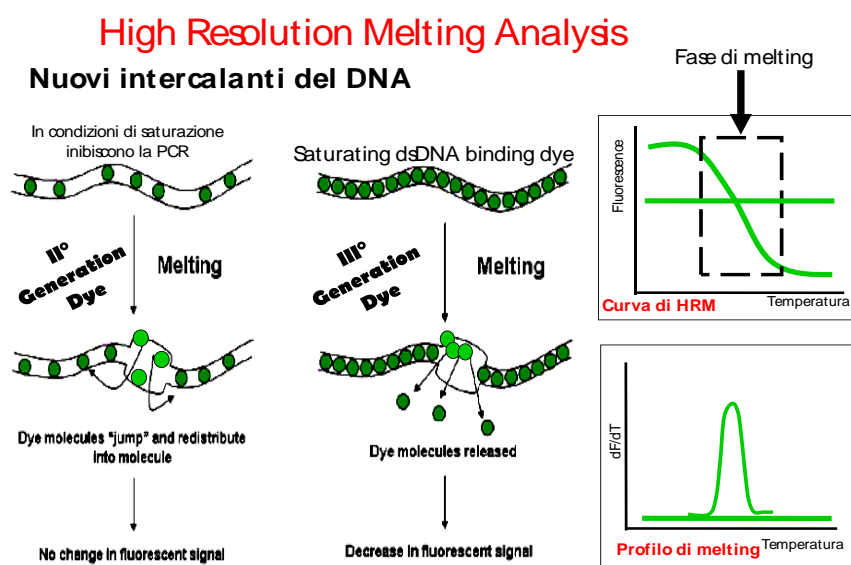 High Resolution Melting Analysis
Nuovi intercalanti del DNA
In condizioni di saturazione
inibiscono la PCR
II°
Generation
Dye
Melting
Dye molecules "jump" and redistribute
into molecule
No change in fluorescent signal
Saturating dsDNA binding dye
III°
Generation
Dye
Melting
Dye molecules released
Decrease in fluorescent signal
Fase di melting
Fluorescence
Temperatura
Curva di HRM
dF/dT
Temperatura
Profilo di melting